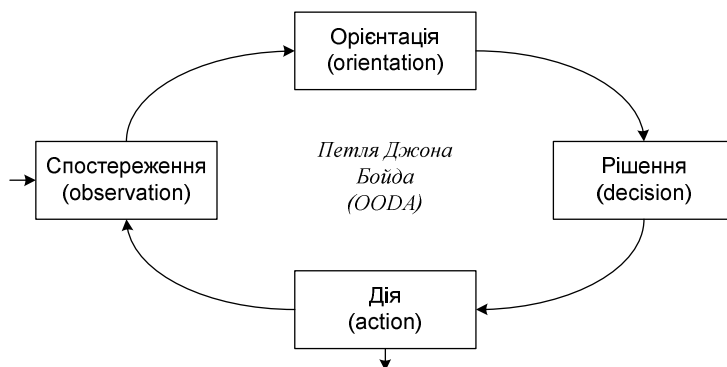 Орієнтація
(orientation)
Спостереження
(observation)
Петля Джона
Бойда
(OODA)
Рішення
(decision)
Дія
(action)